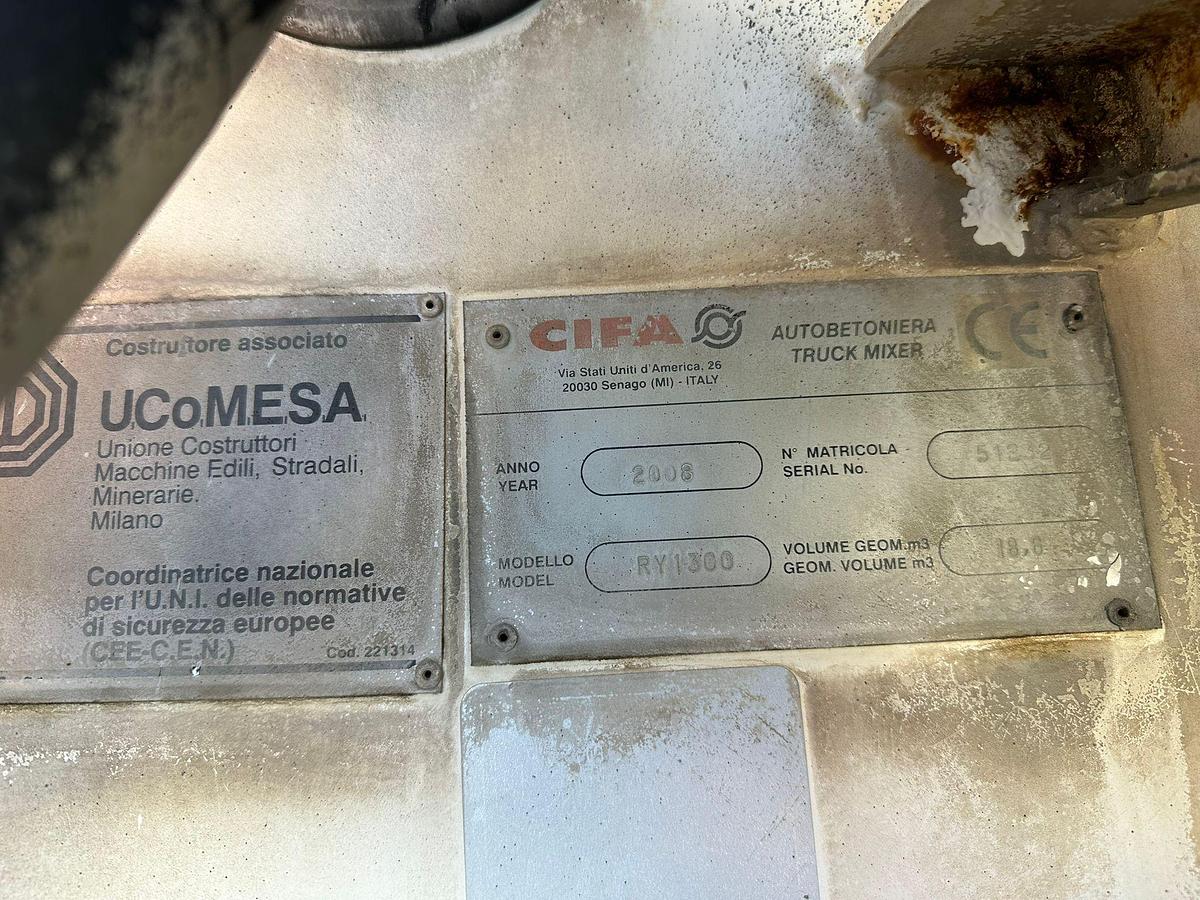 Costruttore associato
U.Co.M.E.S.A.
Unione Costruttori
Macchine Edili, Stradali,
Minerarie.
Milano
Coordinatrice nazionale
per l'U.N.I. delle normative
di sicurezza europee
(CEE-C.E.N.)
Cod. 221314
CIFA
Via Stati Uniti d'America, 26
20030 Senago (MI) - ITALY
AUTOBETONIERA
TRUCK MIXER
CE
ANNO
YEAR
N° MATRICOLA
SERIAL No.
MODELLO
MODEL
RY1300
VOLUME GEOM.m3
GEOM. VOLUME m3